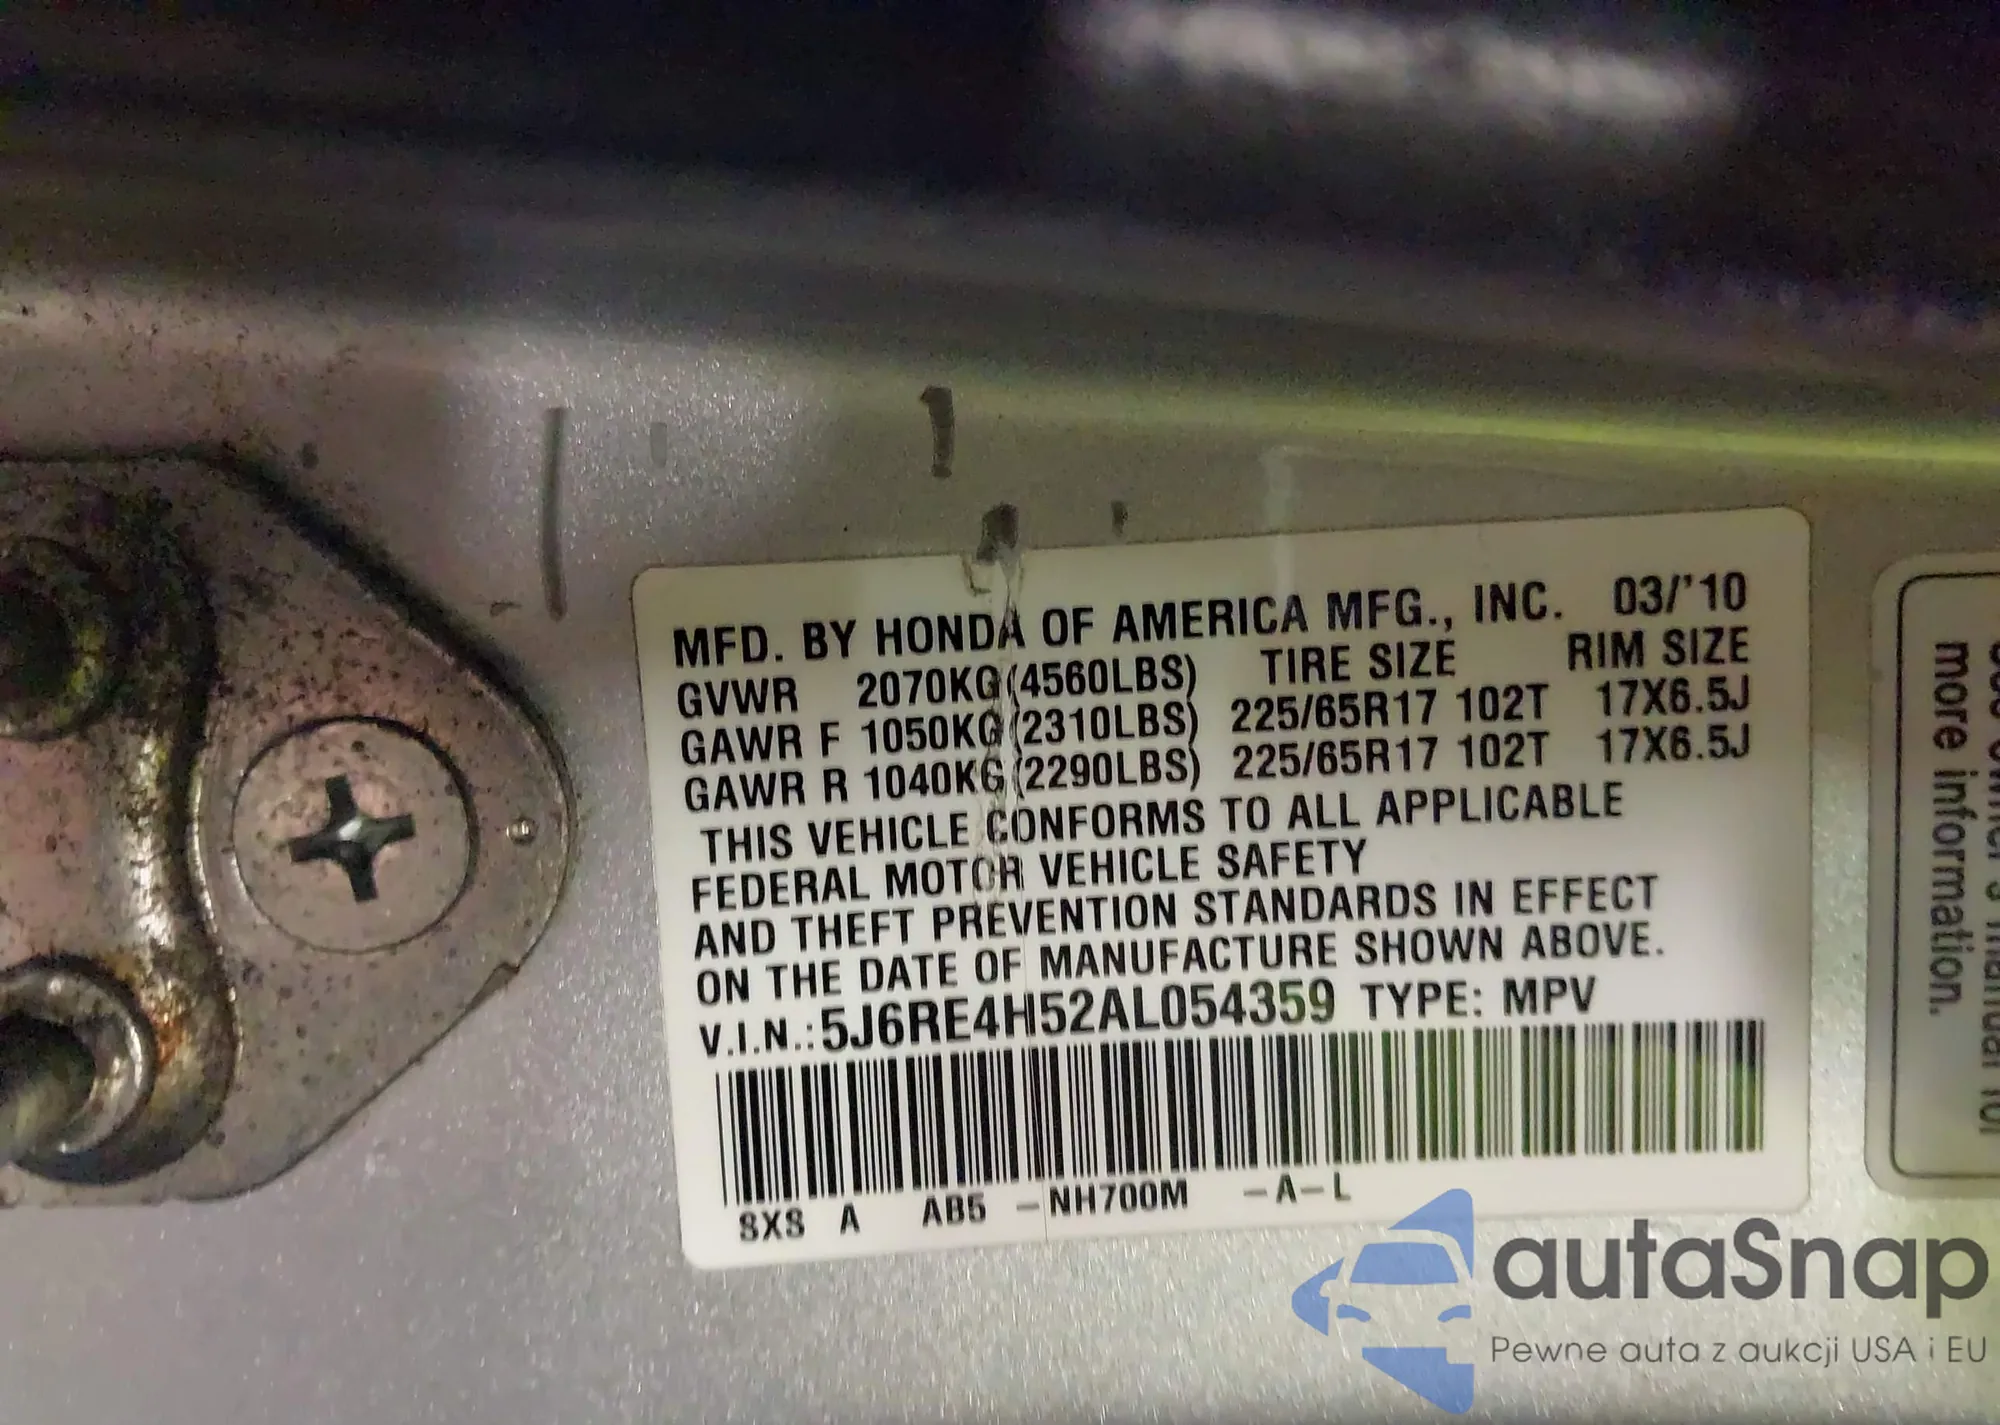 MFD. BY HONDA OF AMERICA MFG., INC. 03/'10
GVWR 2070KG(4560LBS) TIRE SIZE RIM SIZE
GAWR F 1050KG(2310LBS) 225/65R17 102T 17X6.5J
GAWR R 1040KG(2290LBS) 225/65R17 102T 17X6.5J
THIS VEHICLE CONFORMS TO ALL APPLICABLE
FEDERAL MOTOR VEHICLE SAFETY
AND THEFT PREVENTION STANDARDS IN EFFECT
ON THE DATE OF MANUFACTURE SHOWN ABOVE.
V.I.N.:5J6RE4H52AL054359 TYPE: MPV
SXS A AB5 -NH700M -A-L
owner's manual for
more information.
autaSnap
Pewne auta z aukcji USA i EU